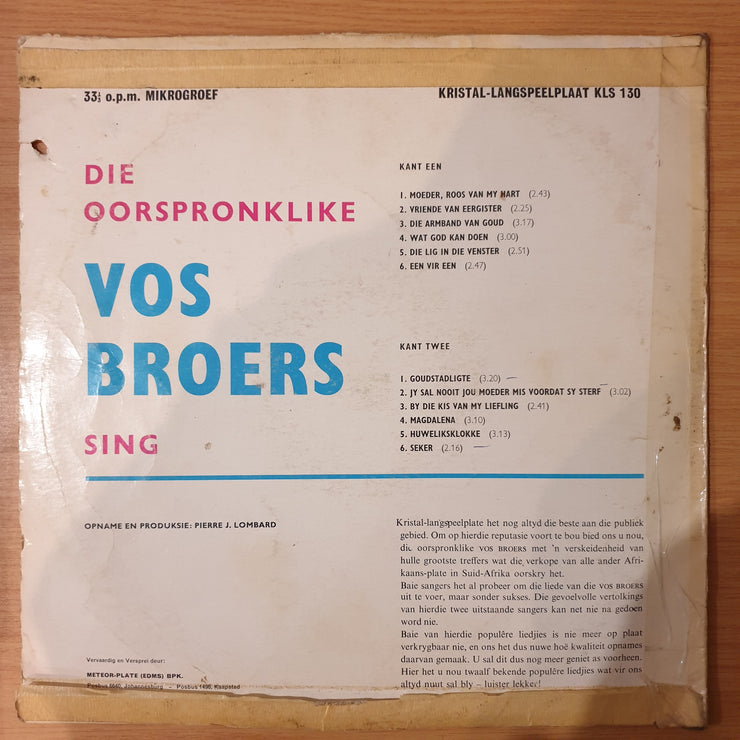 33⅓ o.p.m. MIKROGROEF
KRISTAL-LANGSPEELPLAAT KLS 130
DIE
OORSPRONKLIKE
VOS
BROERS
SING
KANT EEN
1. MOEDER, ROOS VAN MY HART (2.43)
2. VRIENDE VAN EERGISTER (2.25)
3. DIE ARMBAND VAN GOUD (3.17)
4. WAT GOD KAN DOEN (3.00)
5. DIE LIG IN DIE VENSTER (2.51)
6. EEN VIR EEN (2.47)
KANT TWEE
1. GOUDSTADLIGTE (3.20)
2. JY SAL NOOIT JOU MOEDER MIS VOORDAT SY STERF (3.02)
3. BY DIE KIS VAN MY LIEFLING (2.41)
4. MAGDALENA (3.10)
5. HUWELIKSKLOKKE (3.13)
6. SEKER (2.16)
OPNAME EN PRODUKSIE: PIERRE J. LOMBARD
Kristal-langspeelplate het nog altyd die beste aan die publiek
gebied. Om op hierdie reputasie voort te bou bied ons u nou,
die oorspronklike VOS BROERS met 'n verskeidenheid van
hulle grootste treffers wat die verkope van alle ander Afri-
kaans-plate in Suid-Afrika oorskry het.
Baie sangers het al probeer om die liede van die VOS BROERS
uit te voer, maar sonder sukses. Die gevoelvolle vertolkings
van hierdie twee uitstaande sangers kan net nie na gedoen
word nie.
Baie van hierdie populêre liedjies is nie meer op plaat
verkrygbaar nie, en ons het dus nuwe hoë kwaliteit opnames
daarvan gemaak. U sal dit dus nog meer geniet as voorheen.
Hier het u nou twaalf bekende populêre liedjies wat vir ons
altyd nuut sal bly – luister lekker!
Vervaardig en Versprei deur:
METEOR-PLATE (EDMS) BPK.
Posbus 6640, Johannesburg – Posbus 1490, Kaapstad